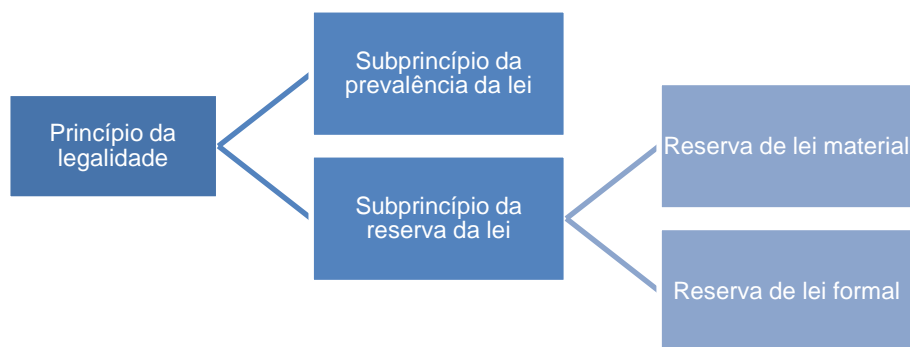 Princípio da
legalidade
Subprincípio da
prevalência da lei
Subprincípio da
reserva da lei
Reserva de lei material
Reserva de lei formal